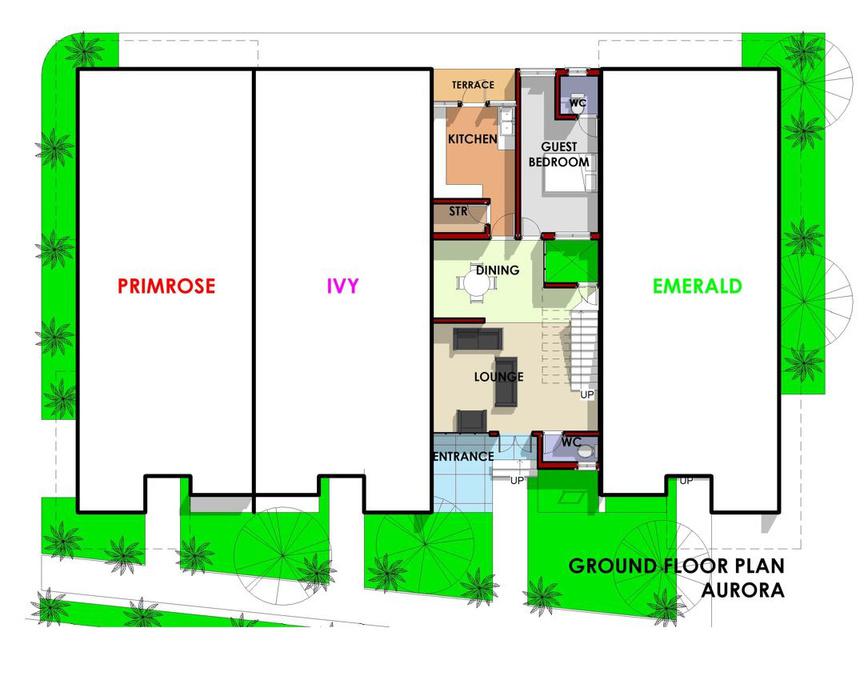 TERRACE
WC
KITCHEN
GUEST
BEDROOM
STR
DINING
PRIMROSE
IVY
EMERALD
LOUNGE
UP
WC
ENTRANCE
UP
UP
GROUND FLOOR PLAN
AURORA